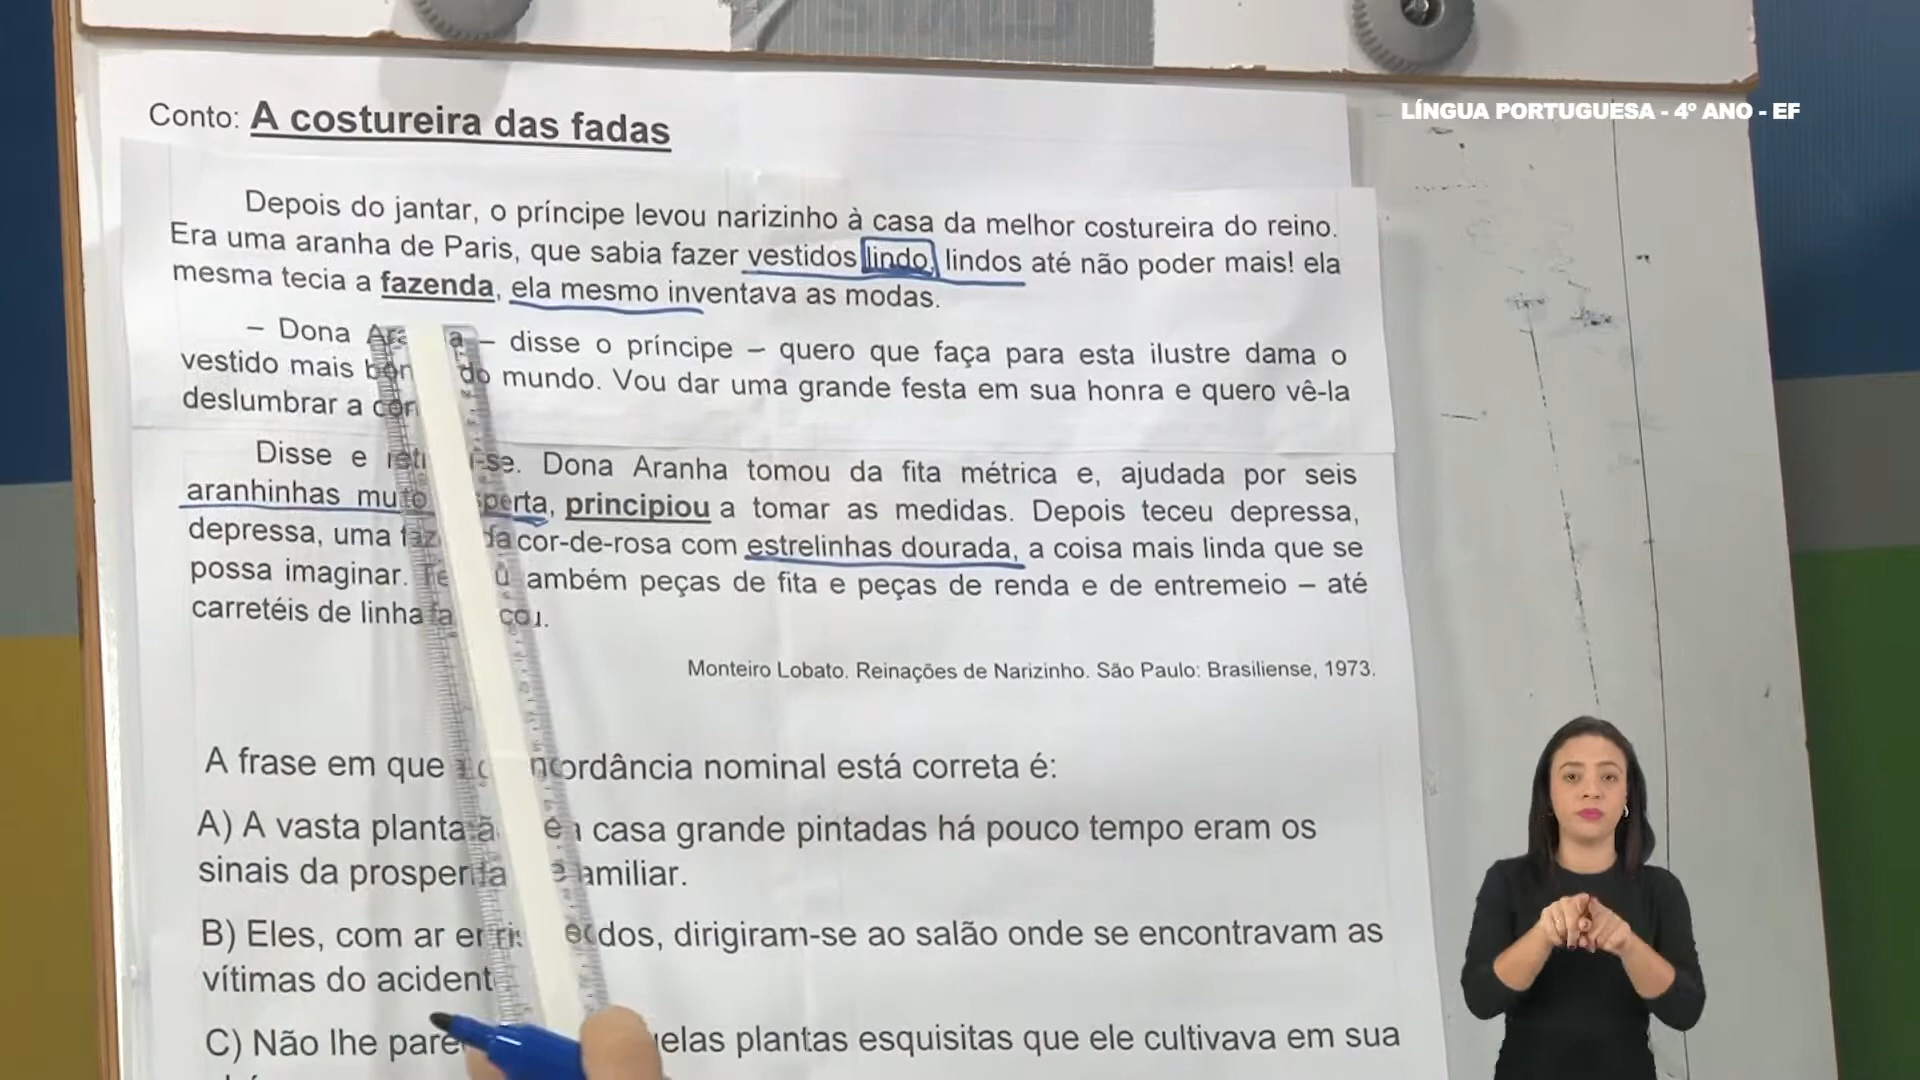 LÍNGUA PORTUGUESA - 4º ANO - EF
Conto: A costureira das fadas
Depois do jantar, o príncipe levou narizinho à casa da melhor costureira do reino.
Era uma aranha de Paris, que sabia fazer vestidos lindo, lindos até não poder mais! ela
mesma tecia a fazenda, ela mesmo inventava as modas.
– Dona – disse o príncipe – quero que faça para esta ilustre dama o
vestido mais do mundo. Vou dar uma grande festa em sua honra e quero vê-la
deslumbrar a
Disse e Dona Aranha tomou da fita métrica e, ajudada por seis
aranhinhas muto principiou a tomar as medidas. Depois teceu depressa,
depressa, uma cor-de-rosa com estrelinhas dourada, a coisa mais linda que se
possa imaginar. peças de fita e peças de renda e de entremeio – até
carretéis de linha
Monteiro Lobato. Reinações de Narizinho. São Paulo: Brasiliense, 1973.
A frase em que nominal está correta é:
A) A vasta casa grande pintadas há pouco tempo eram os
sinais da
B) Eles, com ar dirigiram-se ao salão onde se encontravam as
vítimas do
C) Não lhe plantas esquisitas que ele cultivava em sua